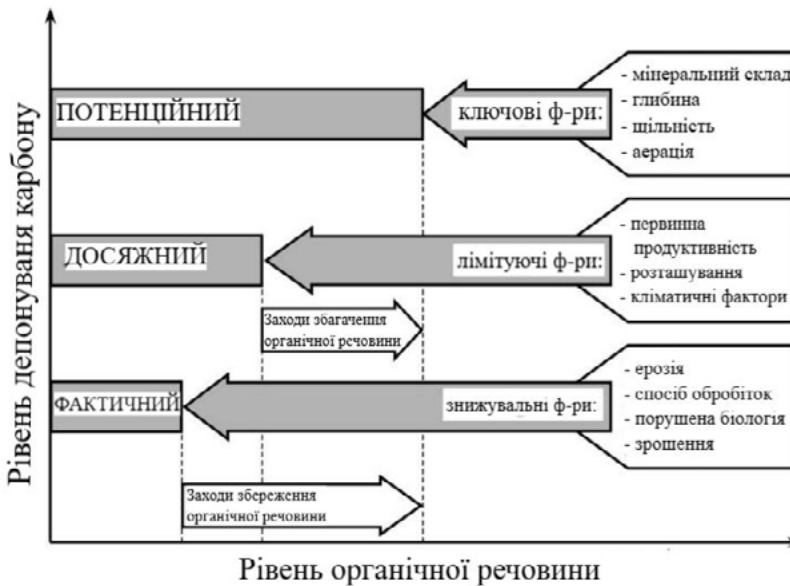 Рівень депонуваня карбону
ПОТЕНЦІЙНИЙ
ключові ф-ри:
- мінеральний склад
- глибина
- щільність
- аерація
ДОСЯЖНИЙ
лімітуючі ф-ри:
- первинна
продуктивність
- розташування
- кліматичні фактори
Заходи збагачення
органічної речовини
ФАКТИЧНИЙ
знижувальні ф-ри:
- ерозія
- спосіб обробіток
- порушена біологія
- зрошення
Заходи збереження
органічної речовини
Рівень органічної речовини